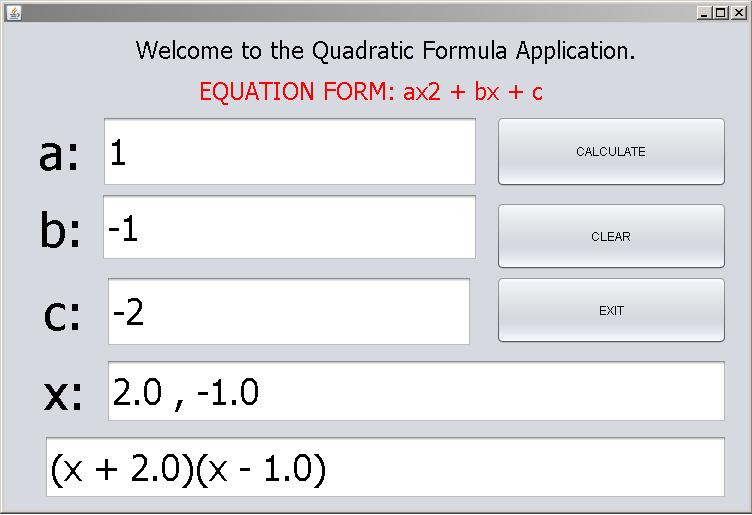 Welcome to the Quadratic Formula Application.
EQUATION FORM: ax2 + bx + c
a: 1 CALCULATE
b: -1 CLEAR
c: -2 EXIT
x: 2.0 , -1.0
(x + 2.0)(x - 1.0)